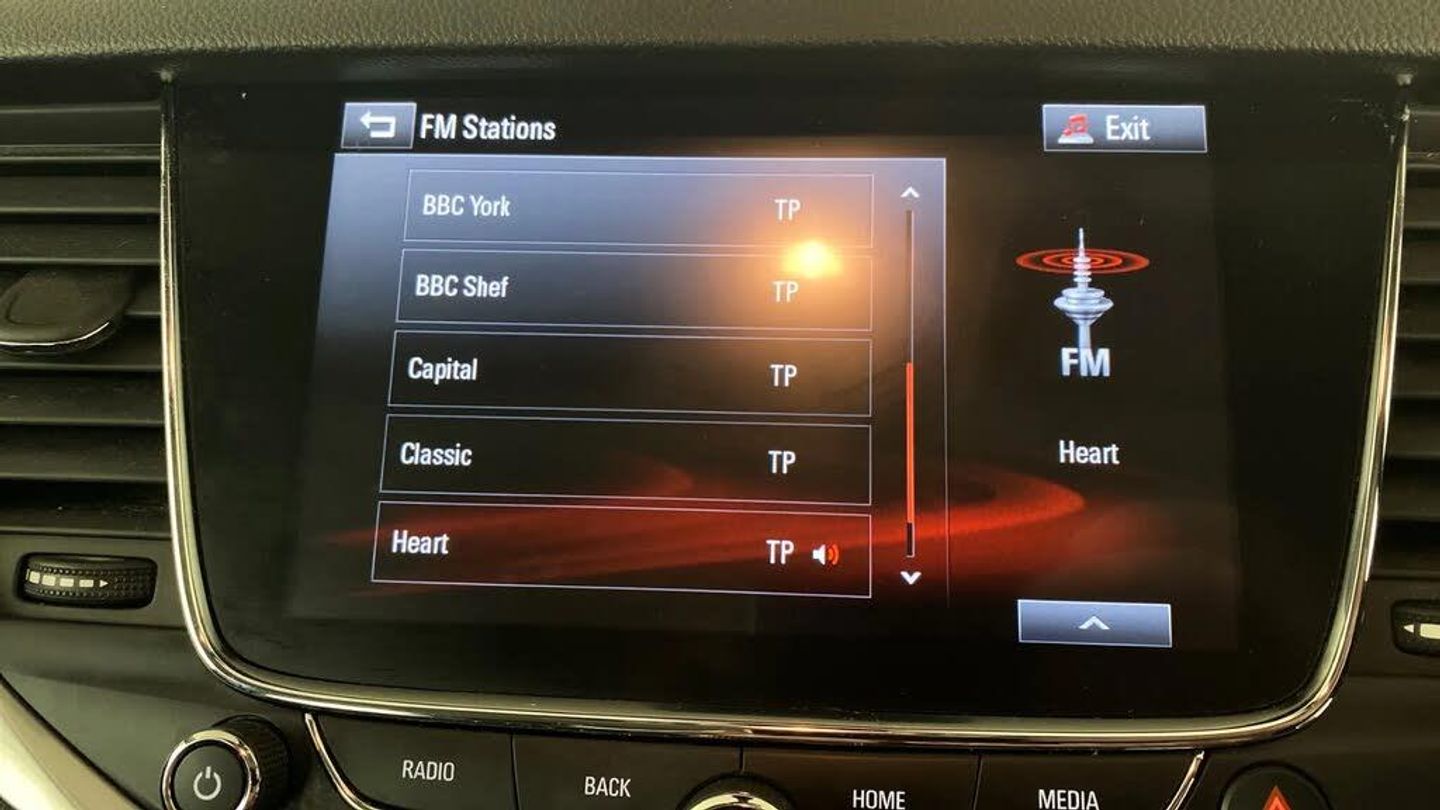 FM Stations
Exit
BBC York TP
BBC Shef TP
Capital TP
Classic TP
Heart TP
FM
Heart
RADIO
BACK
HOME
MEDIA